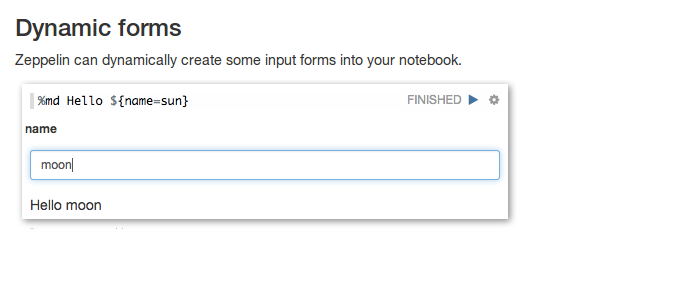 Dynamic forms
Zeppelin can dynamically create some input forms into your notebook.
%md Hello ${name=sun} FINISHED
name
moon
Hello moon